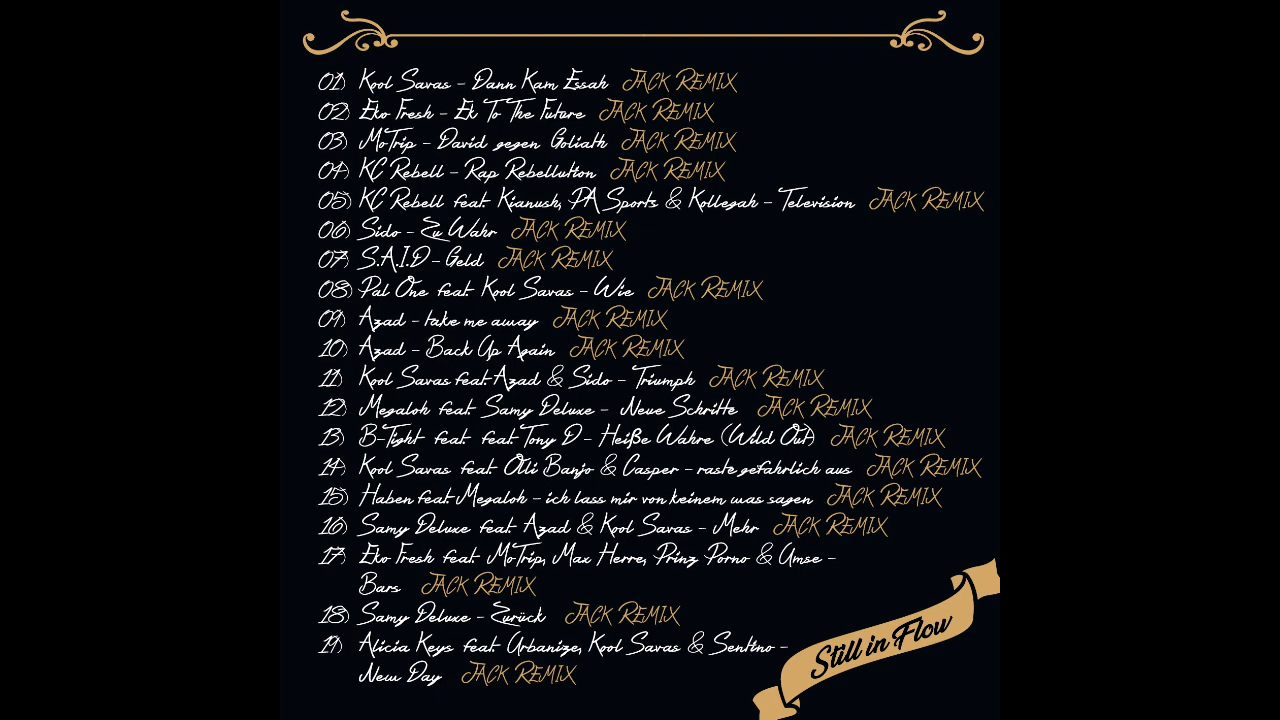 01) Kool Savas - Dann Kam Essah JACK REMIX
02) Eko Fresh - Ek To The Future JACK REMIX
03) MoTrip - David gegen Goliath JACK REMIX
04) KC Rebell - Rap Rebellution JACK REMIX
05) KC Rebell feat. Kianush, PA Sports & Kollegah - Television JACK REMIX
06) Sido - Zu Wahr JACK REMIX
07) S.A.I.D - Geld JACK REMIX
08) Pal One feat. Kool Savas - Wie JACK REMIX
09) Azad - take me away JACK REMIX
10) Azad - Back Up Again JACK REMIX
11) Kool Savas feat. Azad & Sido - Triumph JACK REMIX
12) Megaloh feat. Samy Deluxe - Neue Schritte JACK REMIX
13) B-Tight feat. feat. Tony D - Heiße Wahre (Wild Out) JACK REMIX
14) Kool Savas feat. Olli Banjo & Casper - raste gefahrlich aus JACK REMIX
15) Haben feat. Megaloh - ich lass mir von keinem was sagen JACK REMIX
16) Samy Deluxe feat. Azad & Kool Savas - Mehr JACK REMIX
17) Eko Fresh feat. MoTrip, Max Herre, Prinz Porno & Umse -
Bars JACK REMIX
18) Samy Deluxe - Zurück JACK REMIX
19) Alicia Keys feat. Urbanize, Kool Savas & Sentino -
New Day JACK REMIX
Still in Flow